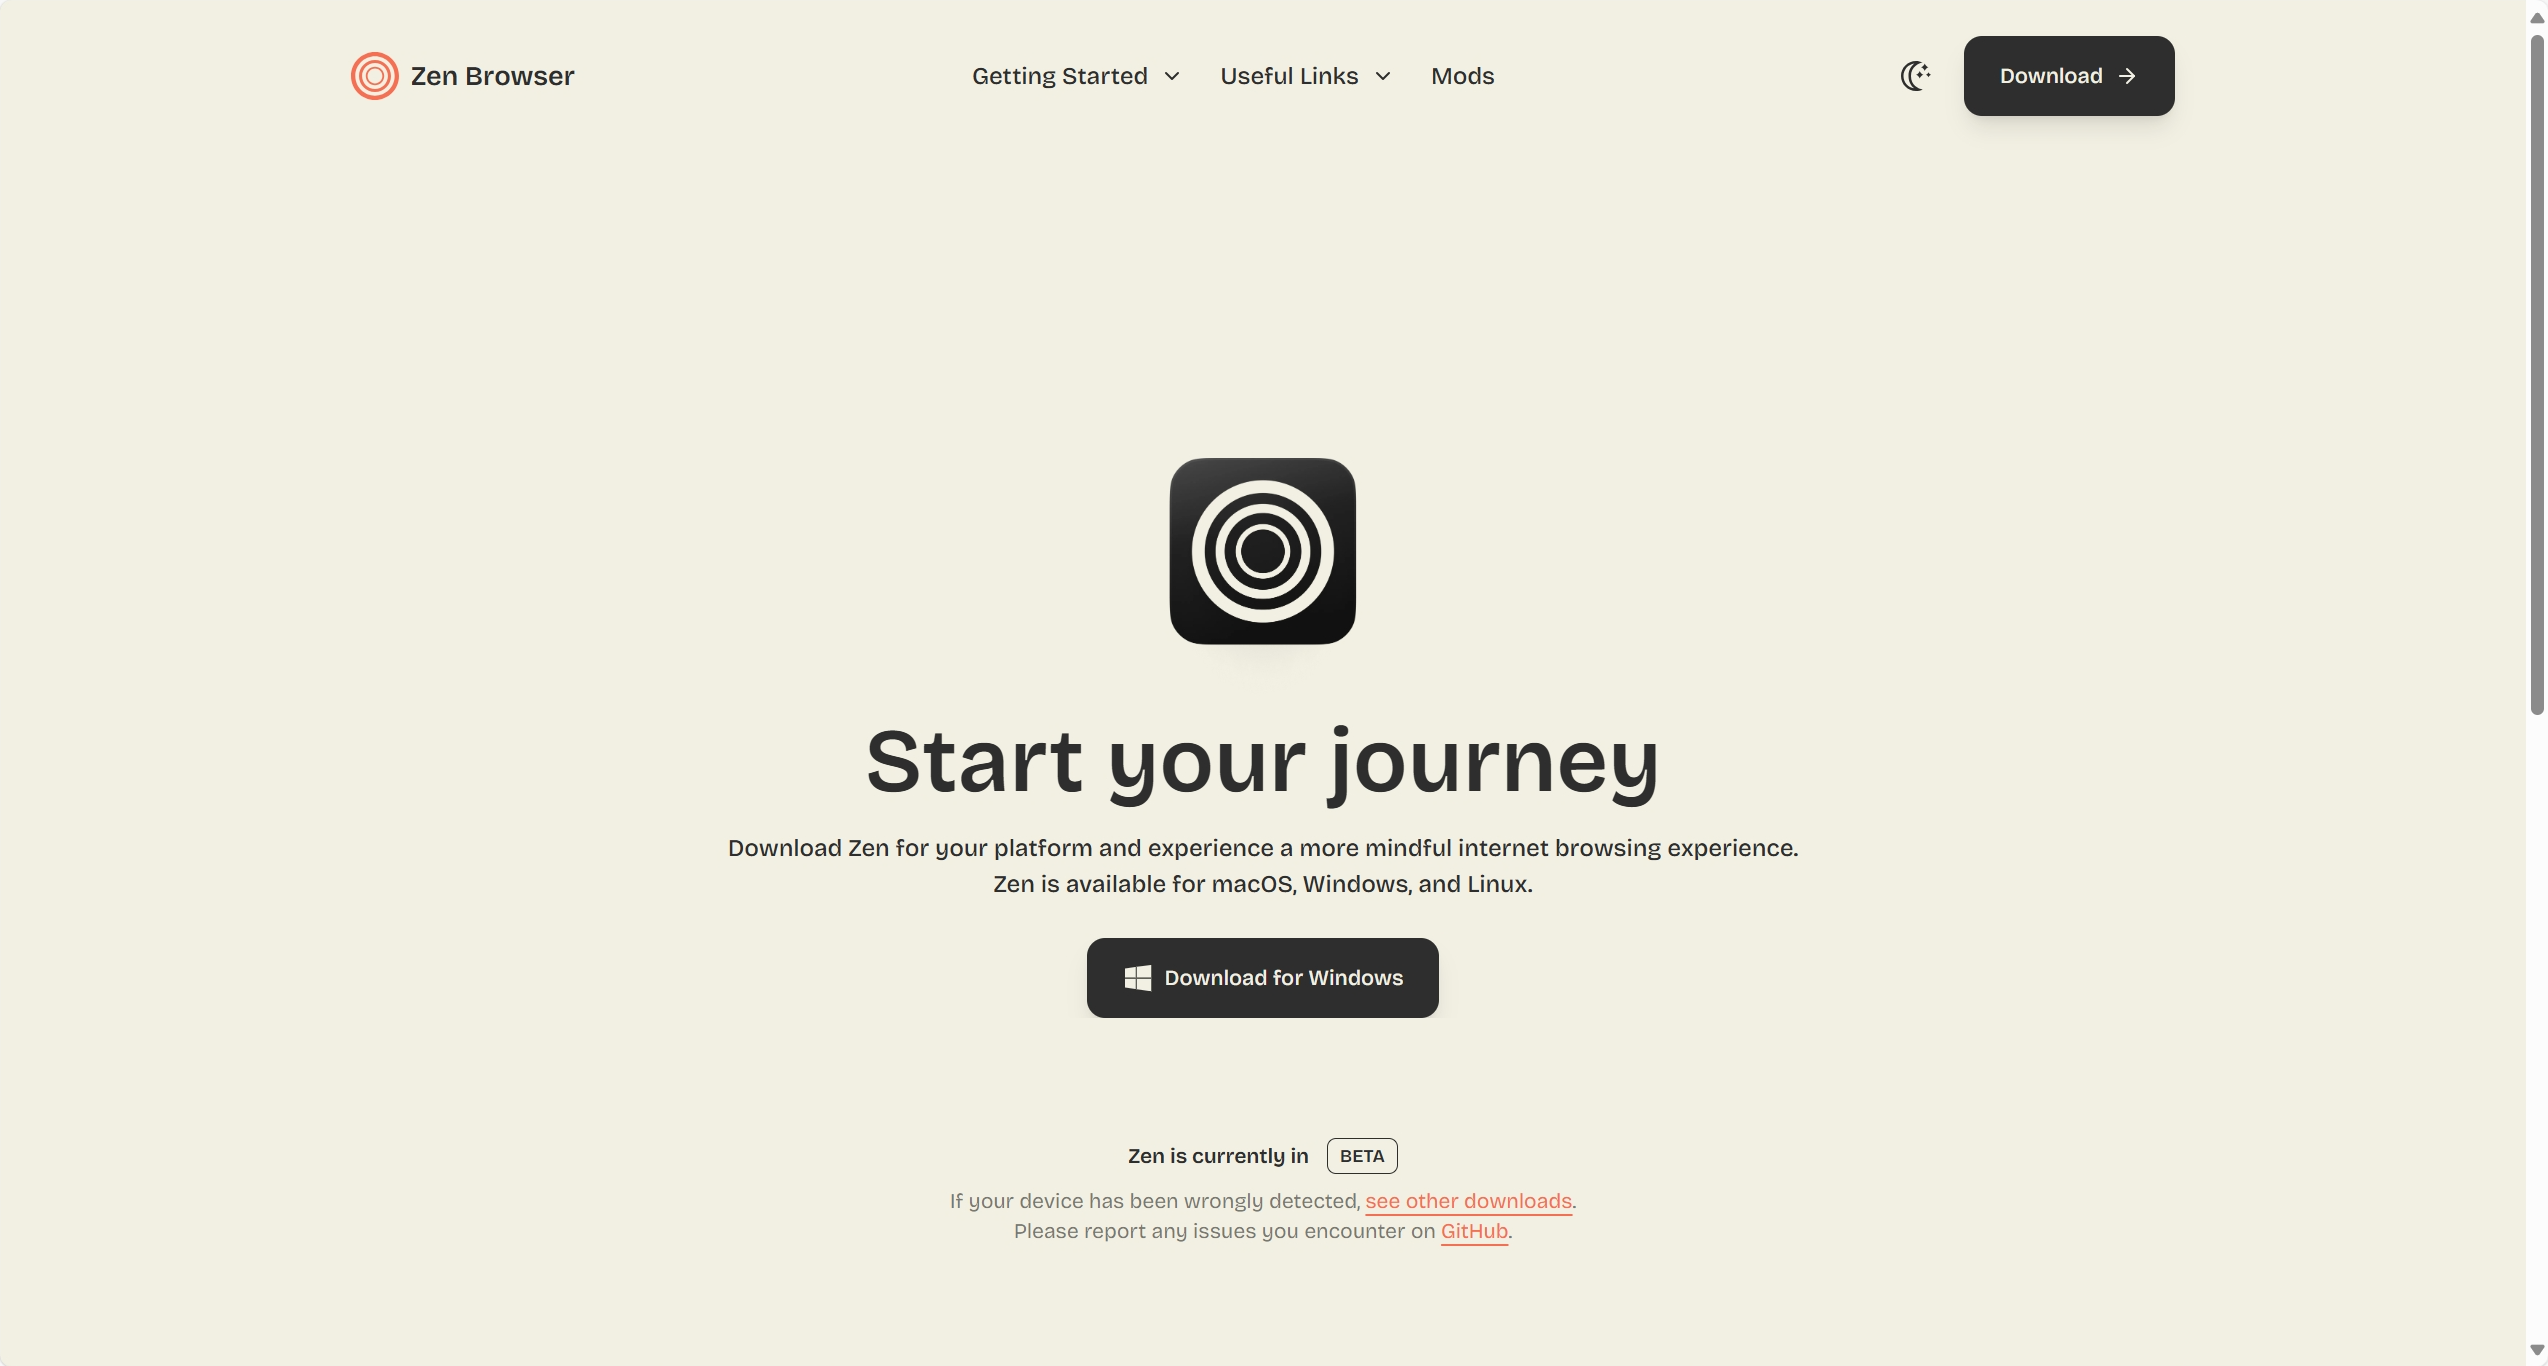 Zen Browser
Getting Started
Useful Links
Mods
Download
Start your journey
Download Zen for your platform and experience a more mindful internet browsing experience.
Zen is available for macOS, Windows, and Linux.
Download for Windows
Zen is currently in BETA
If your device has been wrongly detected, see other downloads.
Please report any issues you encounter on GitHub.